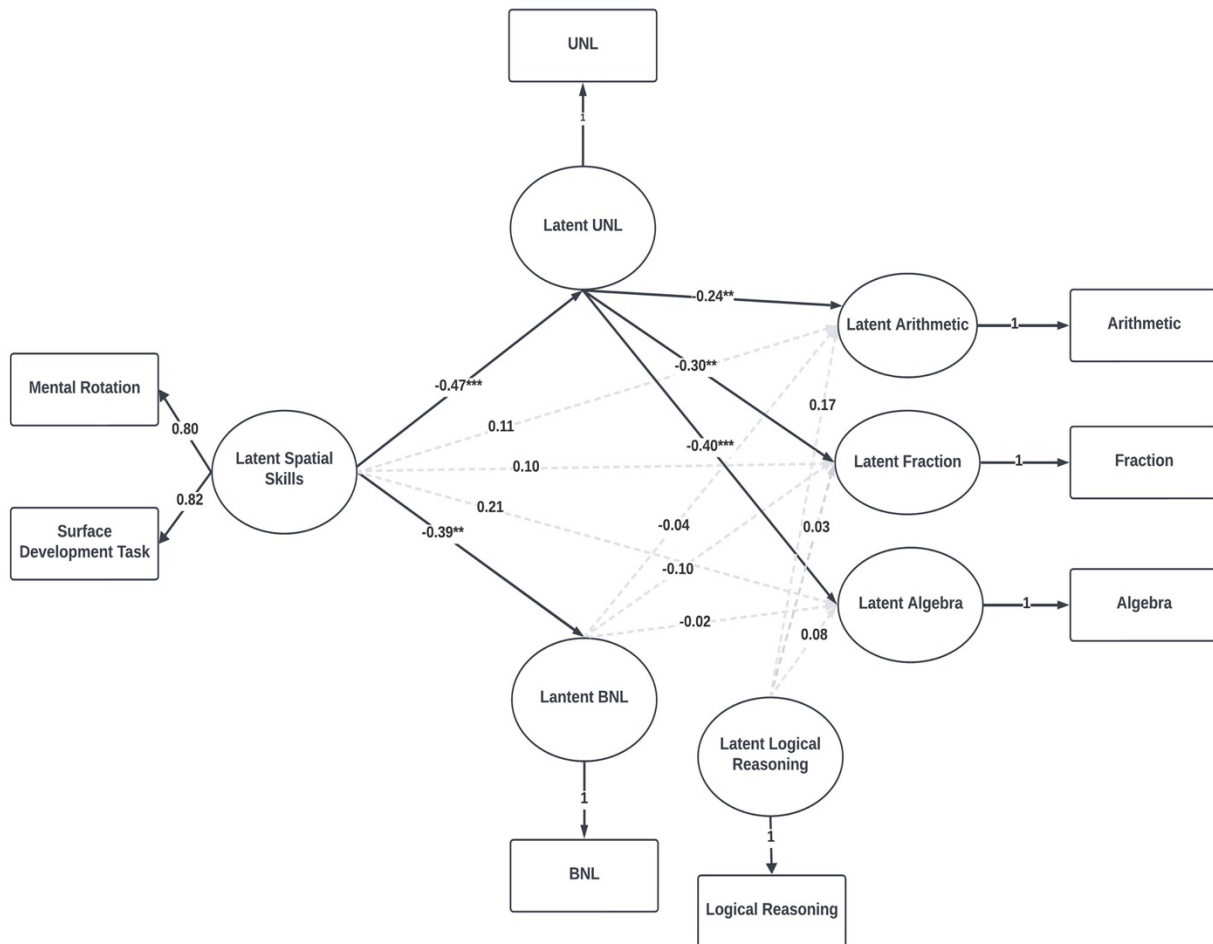 UNL
1
Latent UNL
-0.24**
Latent Arithmetic
1
Arithmetic
Mental Rotation
-0.47***
-0.30**
0.80
0.11
0.17
Latent Spatial
Skills
-0.40***
0.10
Latent Fraction
1
Fraction
0.82
0.21
Surface
Development Task
-0.39**
-0.04
0.03
-0.10
Latent Algebra
1
Algebra
-0.02
0.08
Lantent BNL
Latent Logical
Reasoning
1
1
BNL
Logical Reasoning